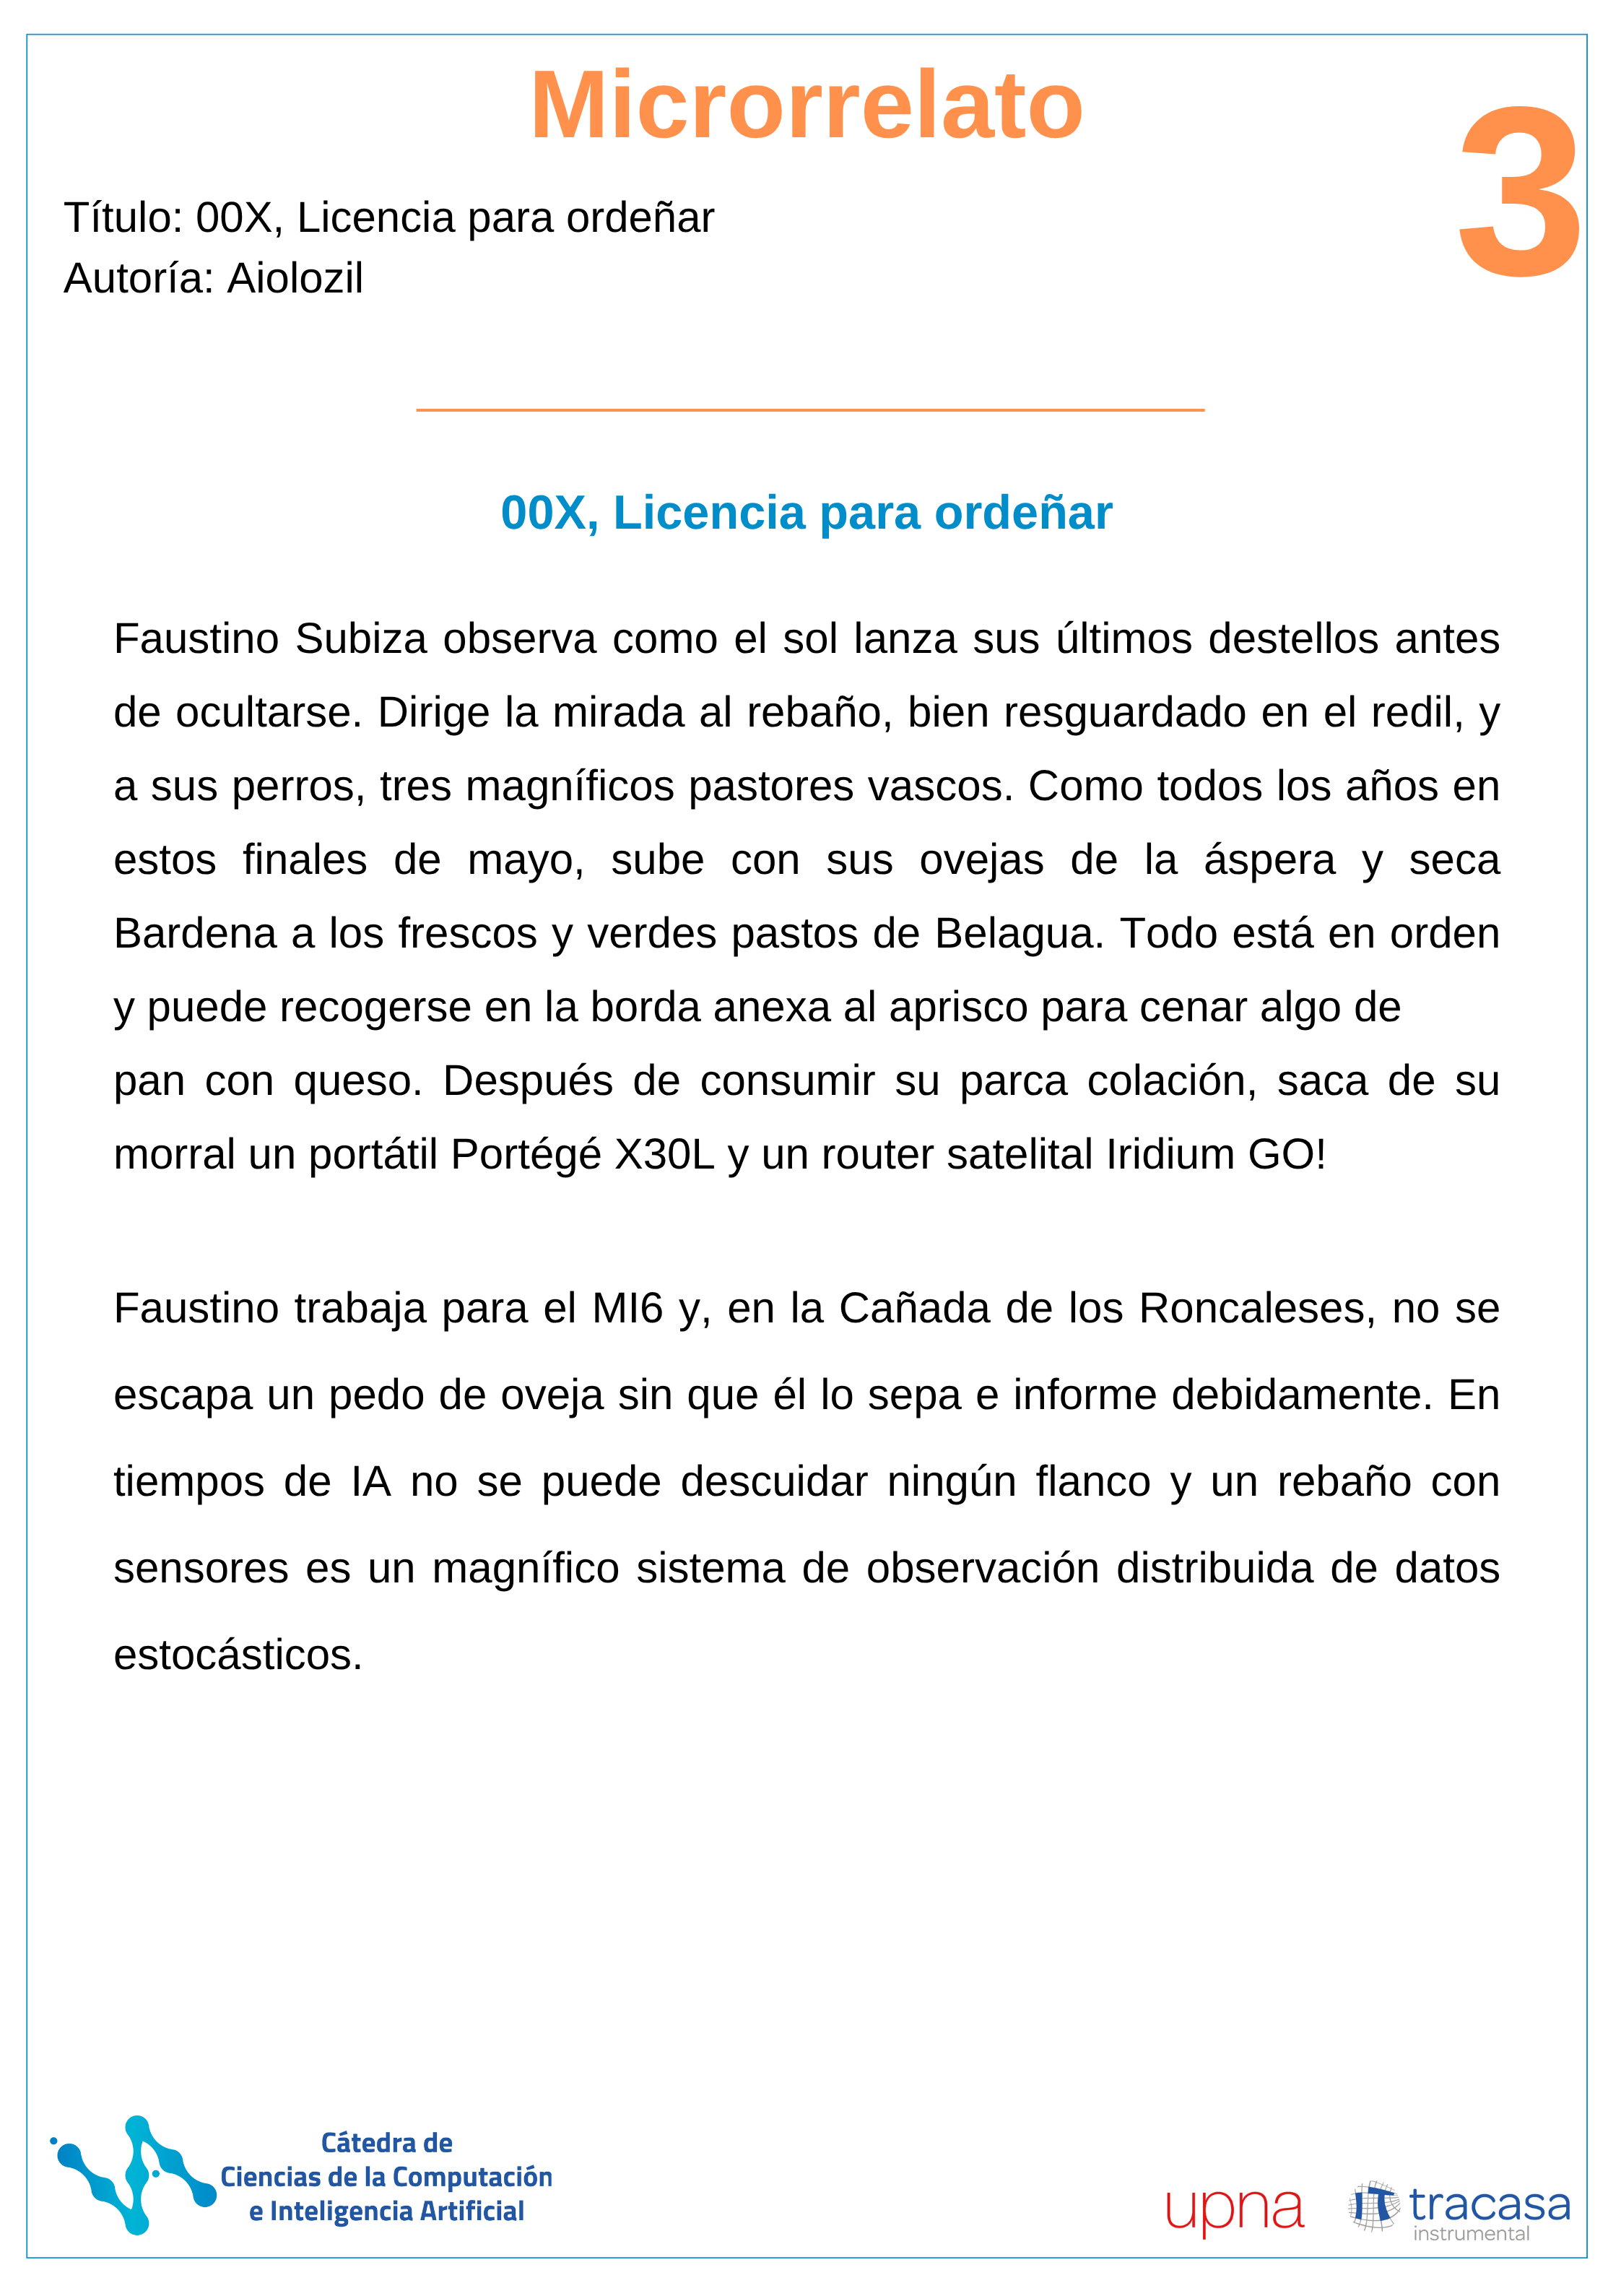 Microrrelato
3
Título: 00X, Licencia para ordeñar
Autoría: Aiolozil
00X, Licencia para ordeñar
Faustino Subiza observa como el sol lanza sus últimos destellos antes
de ocultarse. Dirige la mirada al rebaño, bien resguardado en el redil, y
a sus perros, tres magníficos pastores vascos. Como todos los años en
estos finales de mayo, sube con sus ovejas de la áspera y seca
Bardena a los frescos y verdes pastos de Belagua. Todo está en orden
y puede recogerse en la borda anexa al aprisco para cenar algo de
pan con queso. Después de consumir su parca colación, saca de su
morral un portátil Portégé X30L y un router satelital Iridium GO!
Faustino trabaja para el MI6 y, en la Cañada de los Roncaleses, no se
escapa un pedo de oveja sin que él lo sepa e informe debidamente. En
tiempos de IA no se puede descuidar ningún flanco y un rebaño con
sensores es un magnífico sistema de observación distribuida de datos
estocásticos.
Cátedra de
Ciencias de la Computación
e Inteligencia Artificial
upna
tracasa
instrumental